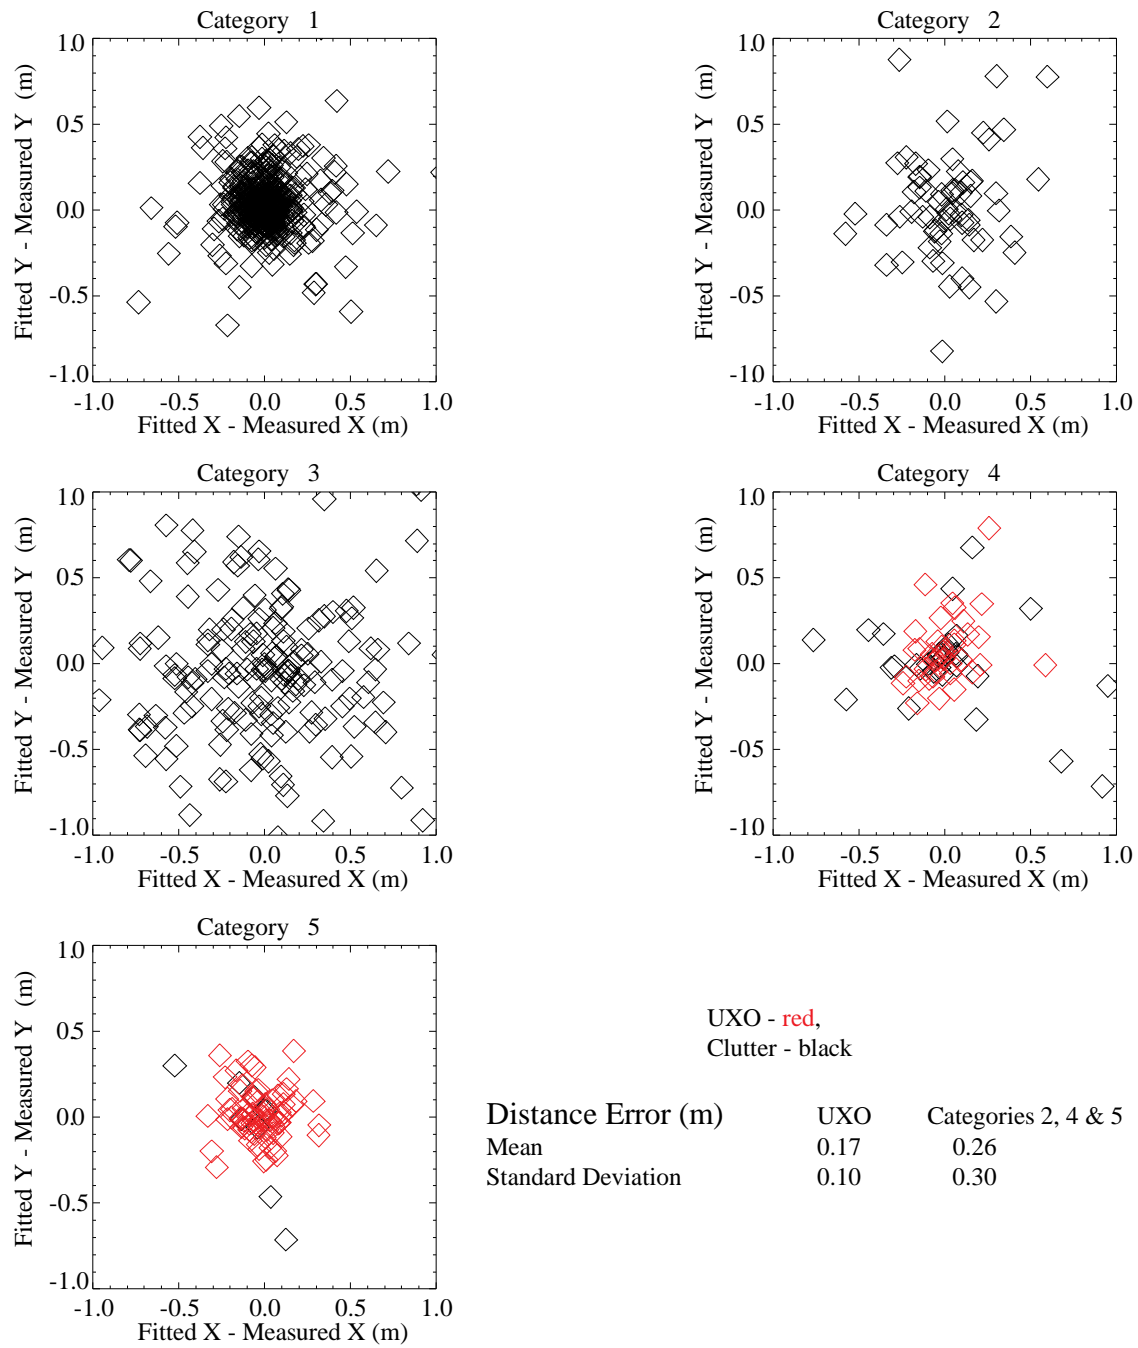 Category 1
1.0
0.5
0.0
-0.5
-1.0
-1.0 -0.5 0.0 0.5 1.0
Fitted X - Measured X (m)
Fitted Y - Measured Y (m)
Category 2
1.0
0.5
0.0
-05
-10
-1.0 -0.5 0.0 0.5 1.0
Fitted X - Measured X (m)
Fitted Y - Measured Y (m)
Category 3
1.0
0.5
0.0
-0.5
-1.0
-1.0 -0.5 0.0 0.5 1.0
Fitted X - Measured X (m)
Fitted Y - Measured Y (m)
Category 4
1.0
0.5
0.0
-05
-10
-1.0 -0.5 0.0 0.5 1.0
Fitted X - Measured X (m)
Fitted Y - Measured Y (m)
Category 5
1.0
0.5
0.0
-0.5
-1.0
-1.0 -0.5 0.0 0.5 1.0
Fitted X - Measured X (m)
Fitted Y - Measured Y (m)
UXO - red,
Clutter - black
Distance Error (m) UXO Categories 2, 4 & 5
Mean 0.17 0.26
Standard Deviation 0.10 0.30